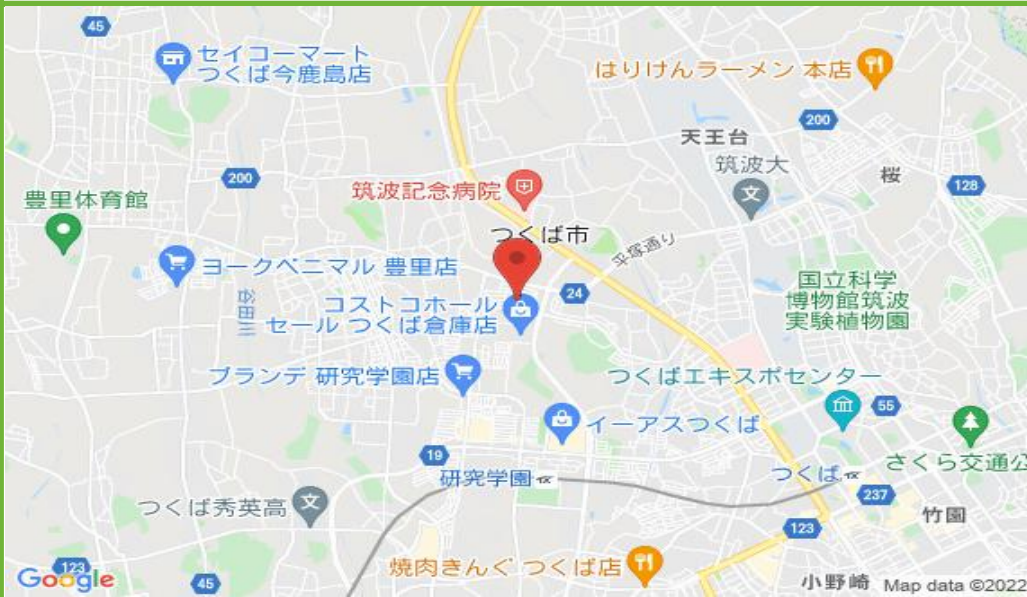 45
セイコーマート
つくば今鹿島店
はりけんラーメン 本店
200
天王台
筑波大
桜
128
200
筑波記念病院
豊里体育館
つくば市
平塚通り
ヨークベニマル 豊里店
谷田川
24
国立科学
博物館筑波
実験植物園
コストコホール
セール つくば倉庫店
ブランデ 研究学園店
つくばエキスポセンター
55
イーアスつくば
さくら交通公
19
研究学園
つくば
237
つくば秀英高
竹園
123
焼肉きんぐ つくば店
小野崎
123
45
Google
Map data ©2022